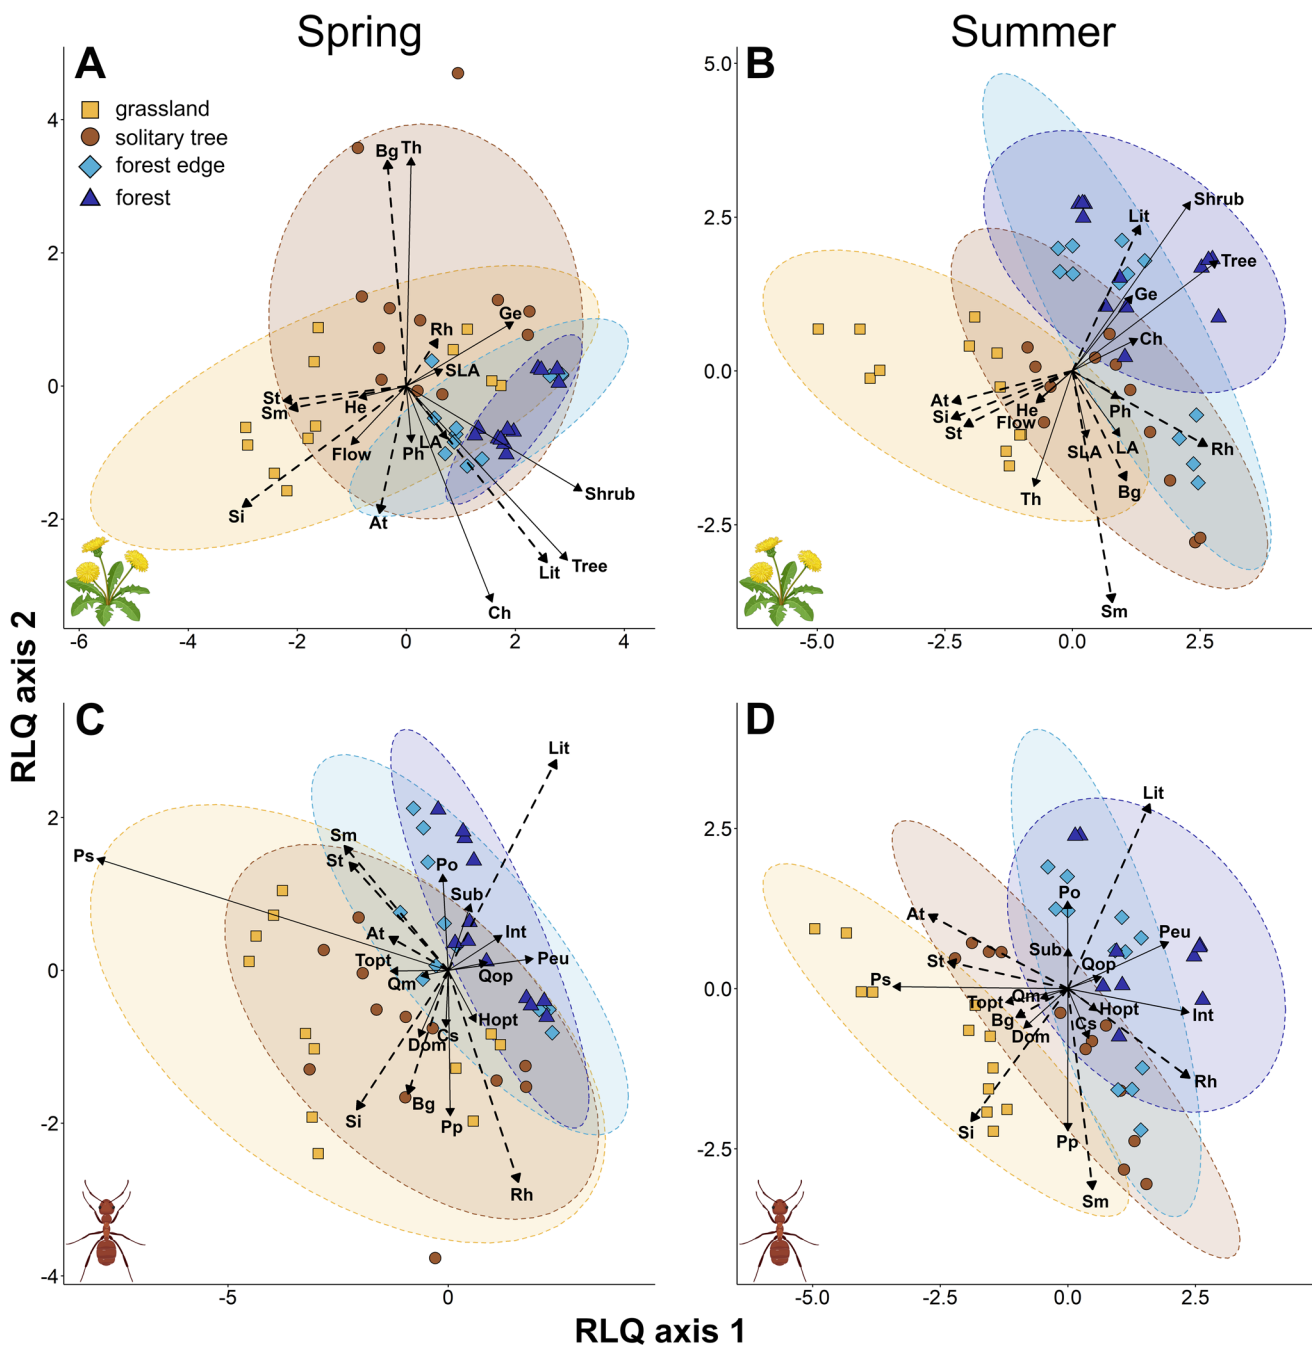 Spring
Summer
A
grassland
solitary tree
forest edge
forest
4
2
0
-2
-6
-4
-2
0
2
4
Bg
Th
Ge
Rh
SLA
St
Sm
He
Flow
Ph
LA
Si
At
Shrub
Tree
Lit
Ch
B
5.0
2.5
0.0
-2.5
-5.0
-2.5
0.0
2.5
Shrub
Lit
Tree
Ge
Ch
At
Si
St
He
Flow
Ph
SLA
LA
Rh
Th
Bg
Sm
RLQ axis 2
C
2
0
-2
-4
-5
0
Lit
Sm
St
Ps
Po
Sub
At
Int
Topt
Peu
Qm
Qop
Hopt
Dom
Cs
Si
Bg
Pp
Rh
D
2.5
0.0
-2.5
-5.0
-2.5
0.0
2.5
Lit
Po
At
Peu
Sub
St
Qop
Ps
Topt
Qm
Hopt
Int
Bg
Cs
Dom
Rh
Si
Pp
Sm
RLQ axis 1